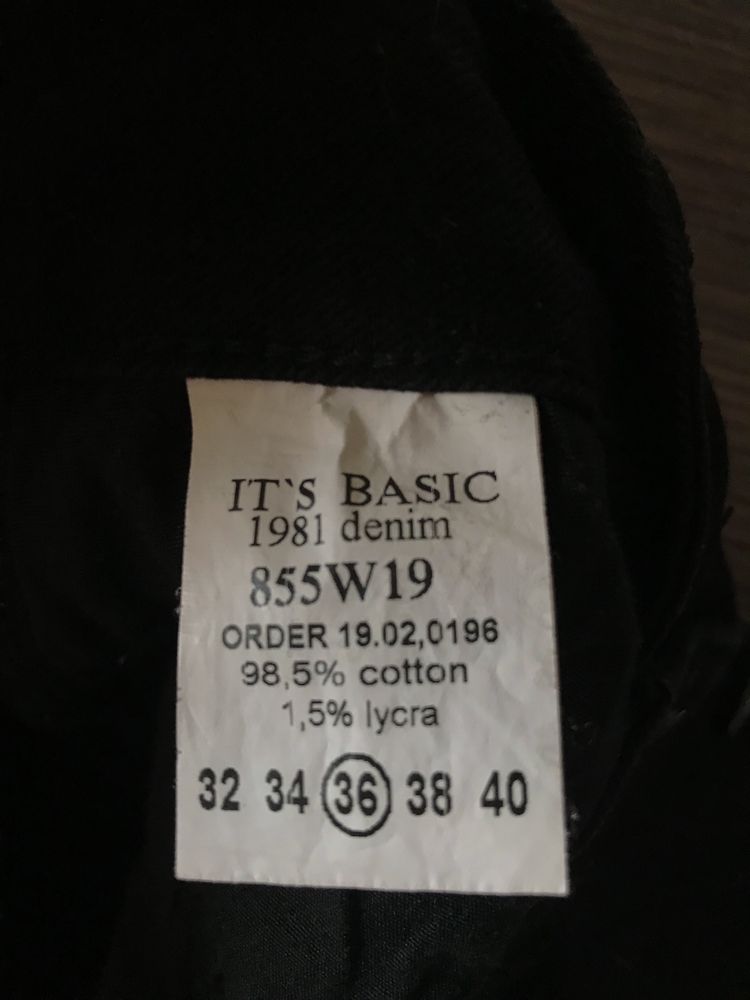 IT`S BASIC
1981 denim
855W19
ORDER 19.02,0196
98,5% cotton
1,5% lycra
32 34 36 38 40